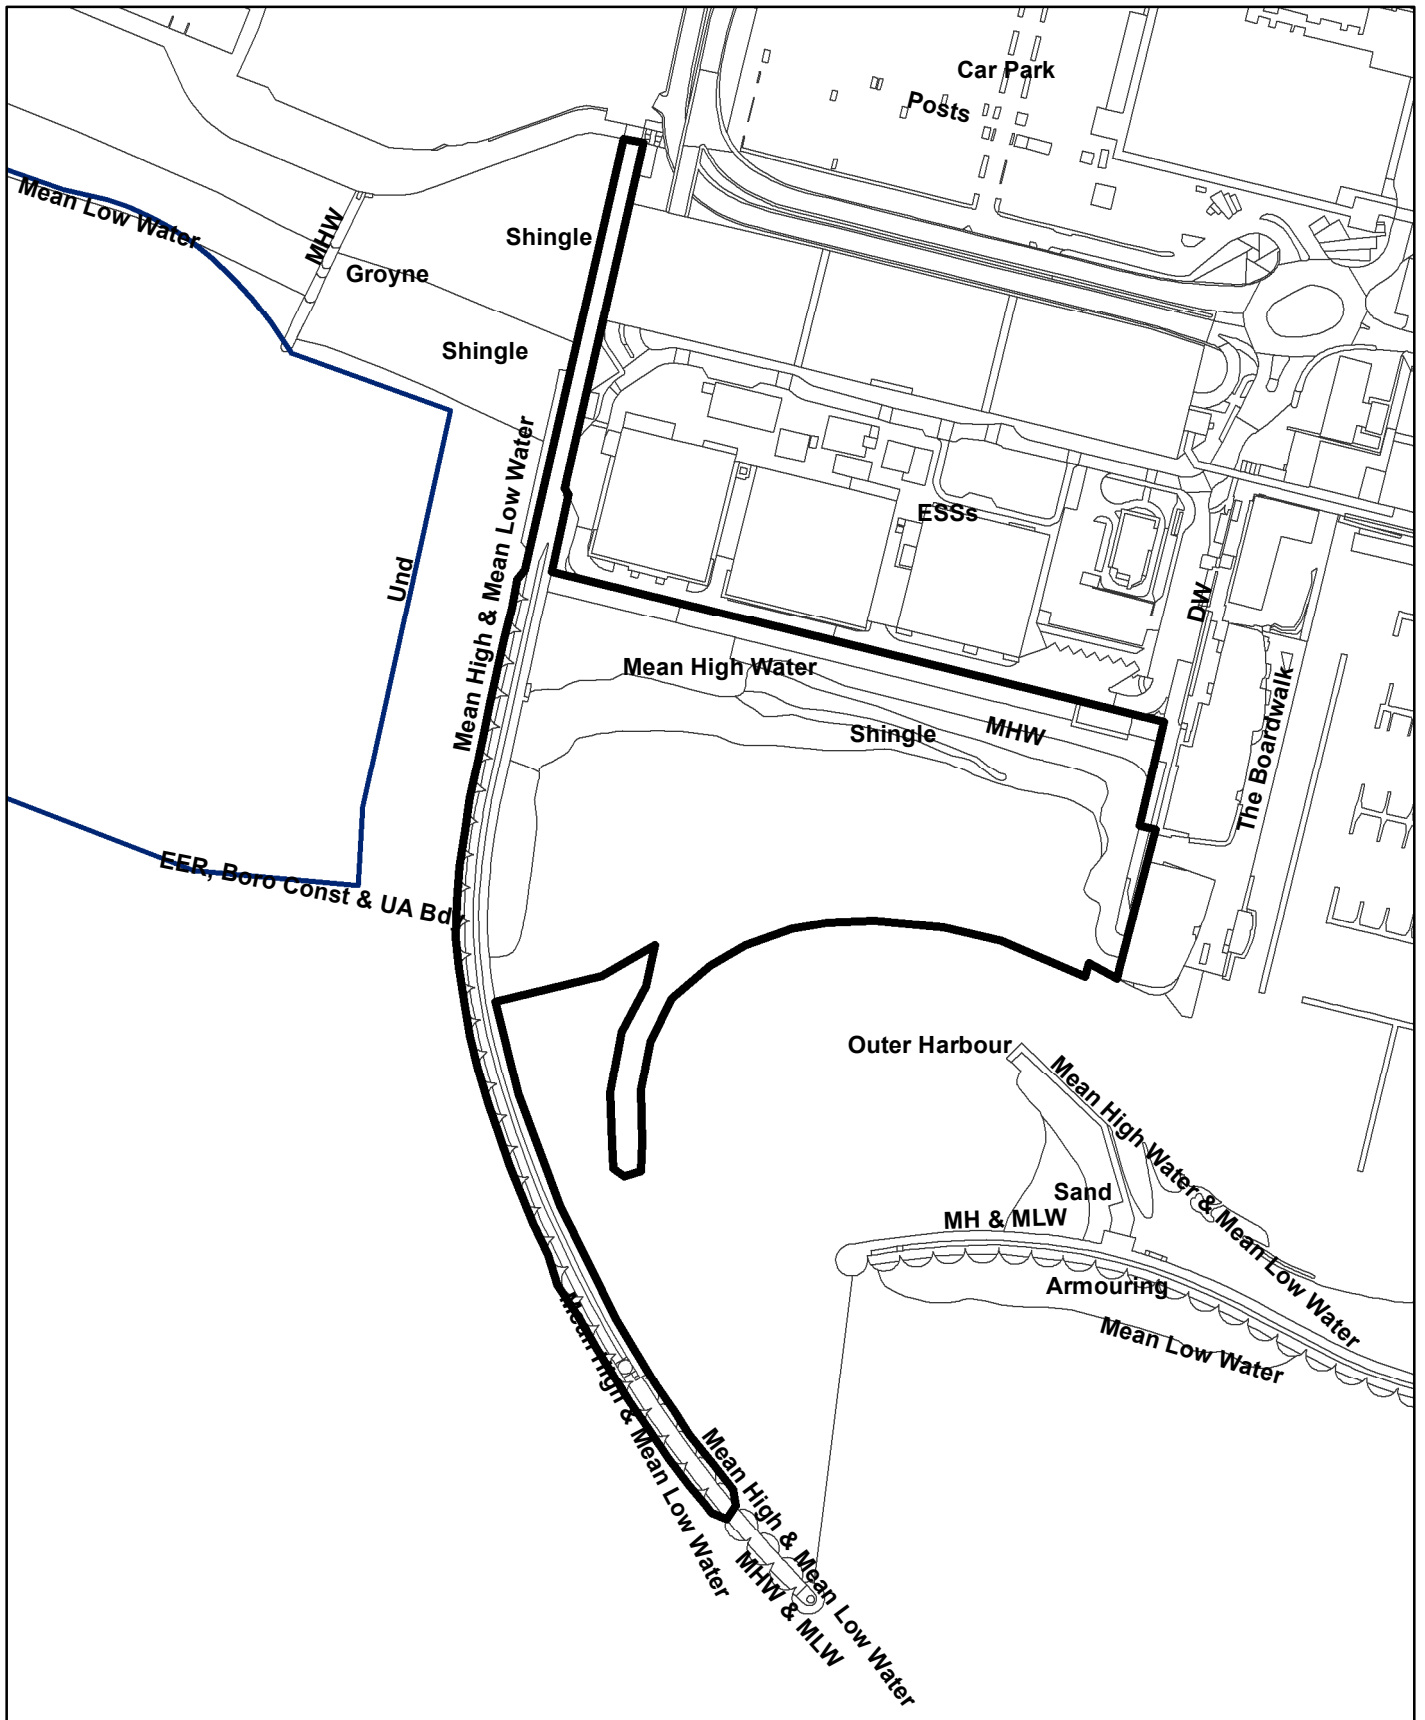 Car Park
Posts
Mean Low Water
MHW
Shingle
Groyne
Shingle
Mean High & Mean Low Water
ESSs
Und
DW
Mean High Water
The Boardwalk
Shingle
MHW
EER, Boro Const & UA Bdy
Outer Harbour
Mean High Water & Mean Low Water
Sand
MH & MLW
Armouring
Mean Low Water
Mean High & Mean Low Water
Mean High & Mean Low Water
MHW & MLW